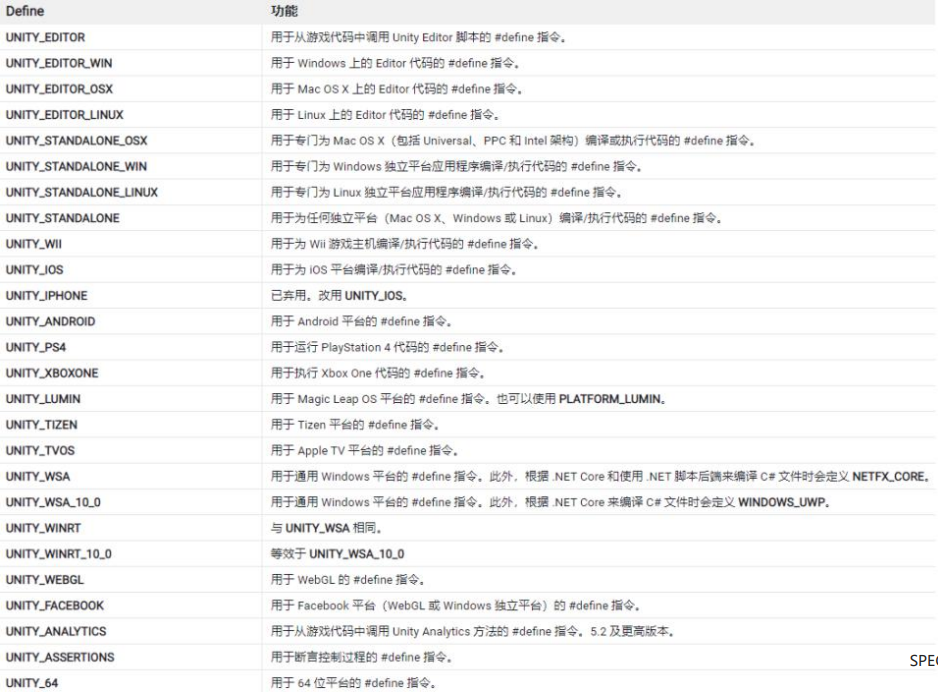 Define 功能
UNITY_EDITOR 用于从游戏代码中调用 Unity Editor 脚本的 #define 指令。
UNITY_EDITOR_WIN 用于 Windows 上的 Editor 代码的 #define 指令。
UNITY_EDITOR_OSX 用于 Mac OS X 上的 Editor 代码的 #define 指令。
UNITY_EDITOR_LINUX 用于 Linux 上的 Editor 代码的 #define 指令。
UNITY_STANDALONE_OSX 用于专门为 Mac OS X（包括 Universal、PPC 和 Intel 架构）编译或执行代码的 #define 指令。
UNITY_STANDALONE_WIN 用于专门为 Windows 独立平台应用程序编译/执行代码的 #define 指令。
UNITY_STANDALONE_LINUX 用于专门为 Linux 独立平台应用程序编译/执行代码的 #define 指令。
UNITY_STANDALONE 用于为任何独立平台（Mac OS X、Windows 或 Linux）编译/执行代码的 #define 指令。
UNITY_WII 用于为 Wii 游戏主机编译/执行代码的 #define 指令。
UNITY_IOS 用于为 iOS 平台编译/执行代码的 #define 指令。
UNITY_IPHONE 已弃用。改用 UNITY_IOS。
UNITY_ANDROID 用于 Android 平台的 #define 指令。
UNITY_PS4 用于运行 PlayStation 4 代码的 #define 指令。
UNITY_XBOXONE 用于执行 Xbox One 代码的 #define 指令。
UNITY_LUMIN 用于 Magic Leap OS 平台的 #define 指令。也可以使用 PLATFORM_LUMIN。
UNITY_TIZEN 用于 Tizen 平台的 #define 指令。
UNITY_TVOS 用于 Apple TV 平台的 #define 指令。
UNITY_WSA 用于通用 Windows 平台的 #define 指令。此外，根据 .NET Core 和使用 .NET 脚本后端来编译 C# 文件时会定义 NETFX_CORE。
UNITY_WSA_10_0 用于通用 Windows 平台的 #define 指令。此外，根据 .NET Core 来编译 C# 文件时会定义 WINDOWS_UWP。
UNITY_WINRT 与 UNITY_WSA 相同。
UNITY_WINRT_10_0 等效于 UNITY_WSA_10_0
UNITY_WEBGL 用于 WebGL 的 #define 指令。
UNITY_FACEBOOK 用于 Facebook 平台（WebGL 或 Windows 独立平台）的 #define 指令。
UNITY_ANALYTICS 用于从游戏代码中调用 Unity Analytics 方法的 #define 指令。5.2 及更高版本。
UNITY_ASSERTIONS 用于断言控制过程的 #define 指令。
SPEC
UNITY_64 用于 64 位平台的 #define 指令。